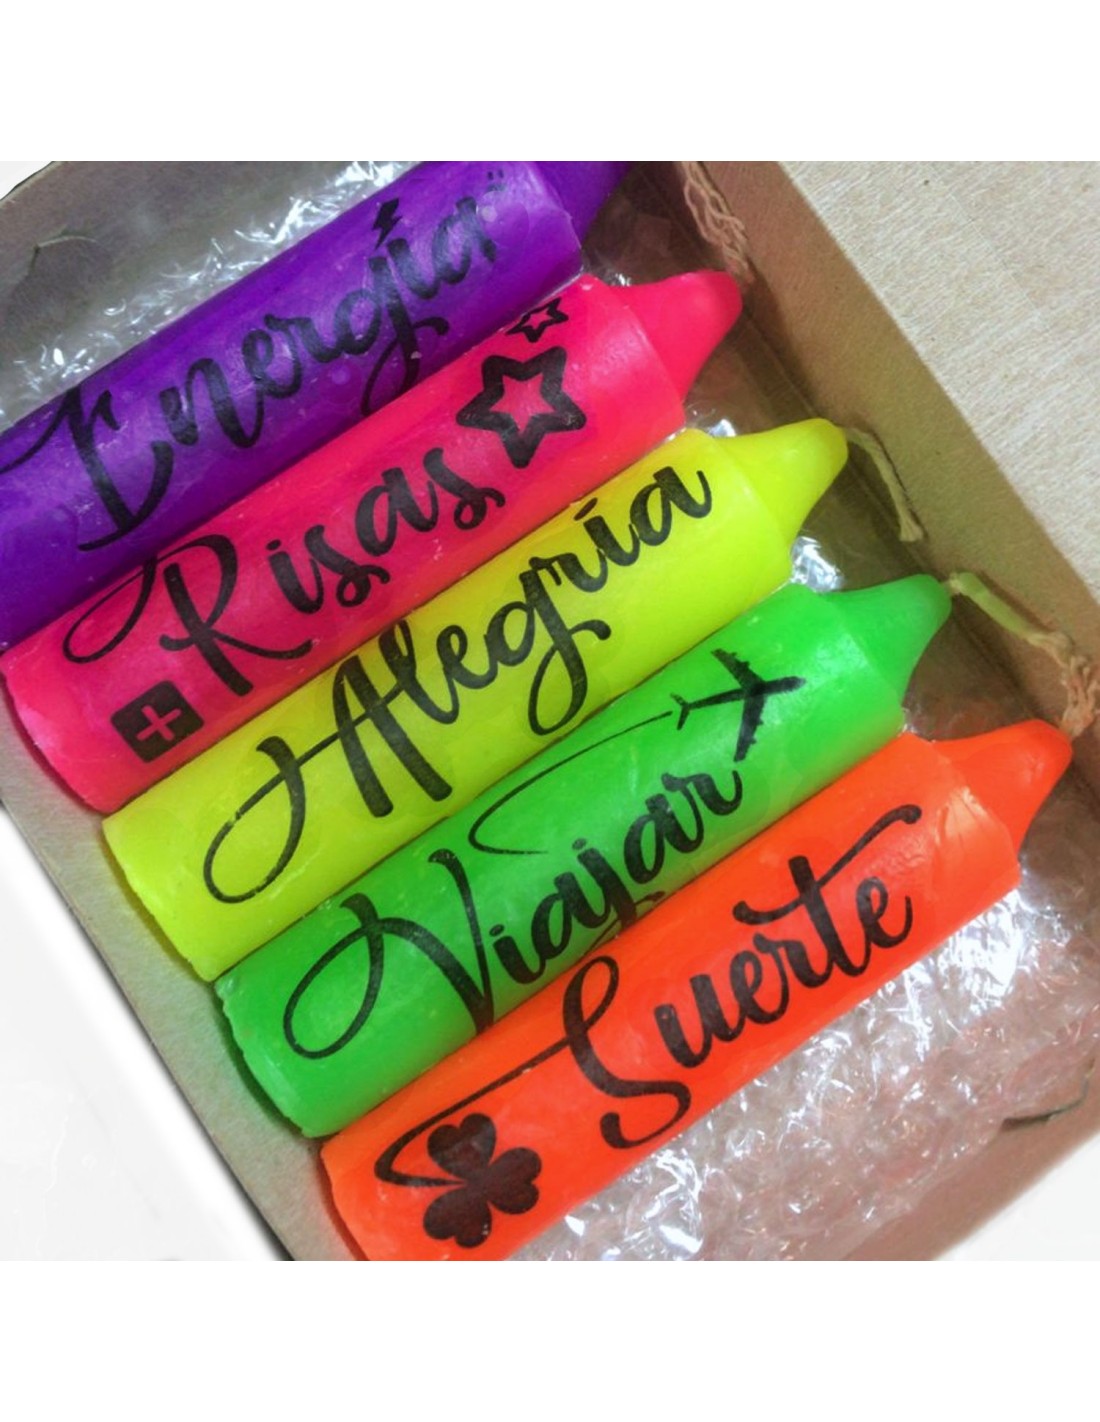 Energía
Risas
Alegría
Viajar
Suerte